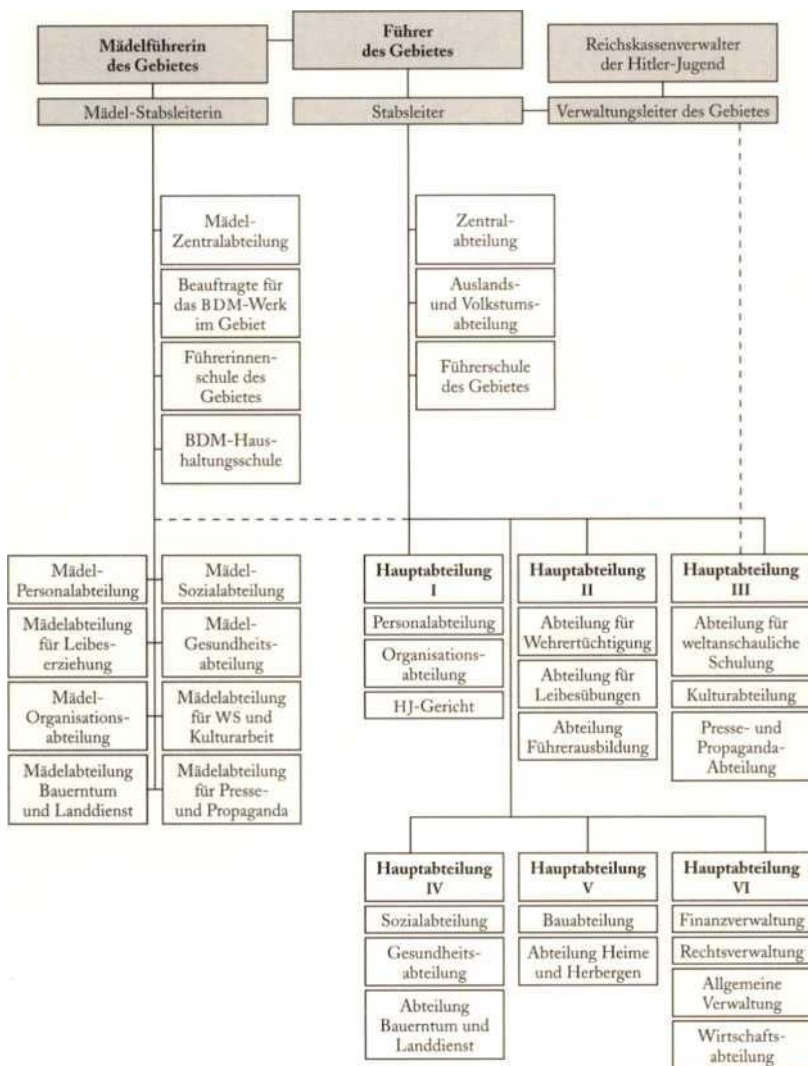 Mädelführerin
des Gebietes
Führer
des Gebietes
Reichskassenverwalter
der Hitler-Jugend
Mädel-Stabsleiterin
Stabsleiter
Verwaltungsleiter des Gebietes
Mädel-
Zentralabteilung
Beauftragte für
das BDM-Werk
im Gebiet
Führerinnen-
schule des
Gebietes
BDM-Haus-
haltungsschule
Zentral-
abteilung
Auslands-
und Volkstums-
abteilung
Führerschule
des Gebietes
Mädel-
Personalabteilung
Mädel-
Sozialabteilung
Mädelabteilung
für Leibes-
erziehung
Mädel-
Gesundheits-
abteilung
Mädel-
Organisations-
abteilung
Mädelabteilung
für WS und
Kulturarbeit
Mädelabteilung
Bauerntum
und Landdienst
Mädelabteilung
für Presse-
und Propaganda
Hauptabteilung
I
Personalabteilung
Organisations-
abteilung
HJ-Gericht
Hauptabteilung
II
Abteilung für
Wehrertüchtigung
Abteilung für
Leibesübungen
Abteilung
Führerausbildung
Hauptabteilung
III
Abteilung für
weltanschauliche
Schulung
Kulturabteilung
Presse- und
Propaganda-
Abteilung
Hauptabteilung
IV
Sozialabteilung
Gesundheits-
abteilung
Abteilung
Bauerntum und
Landdienst
Hauptabteilung
V
Bauabteilung
Abteilung Heime
und Herbergen
Hauptabteilung
VI
Finanzverwaltung
Rechtsverwaltung
Allgemeine
Verwaltung
Wirtschafts-
abteilung